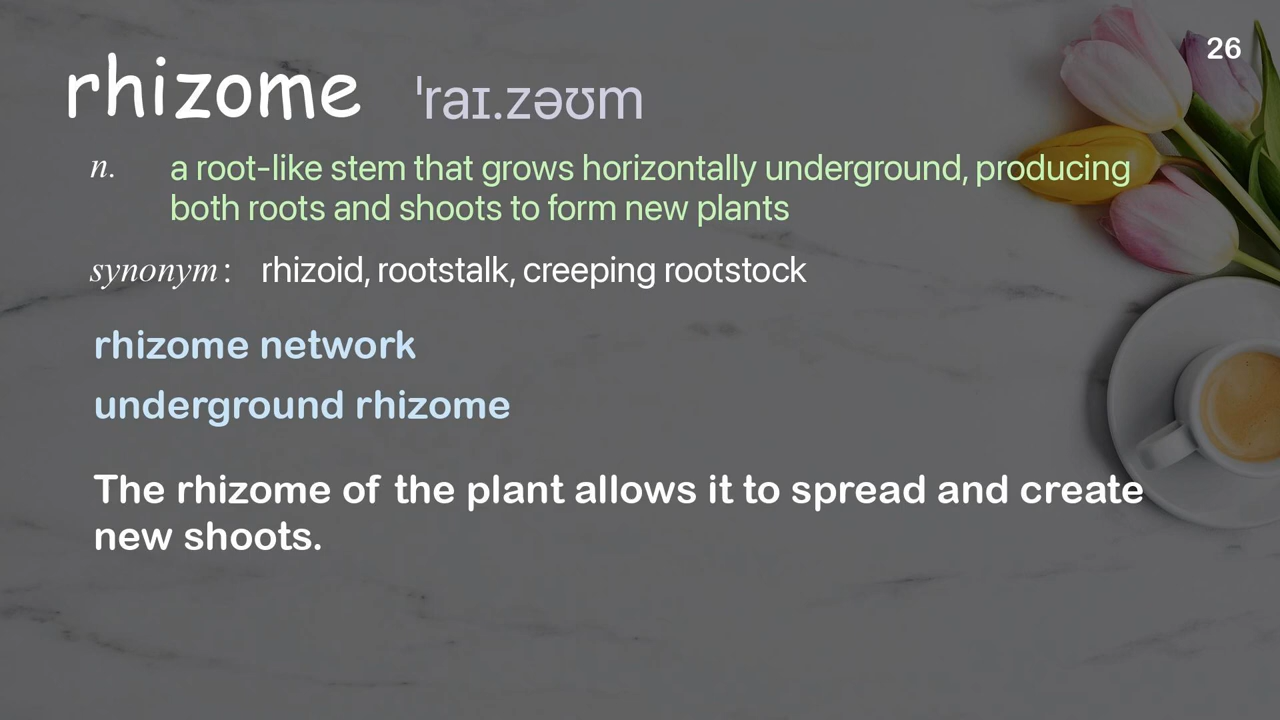 26
rhizome ˈraɪ.zəʊm
n. a root-like stem that grows horizontally underground, producing
both roots and shoots to form new plants
synonym: rhizoid, rootstalk, creeping rootstock
rhizome network
underground rhizome
The rhizome of the plant allows it to spread and create
new shoots.